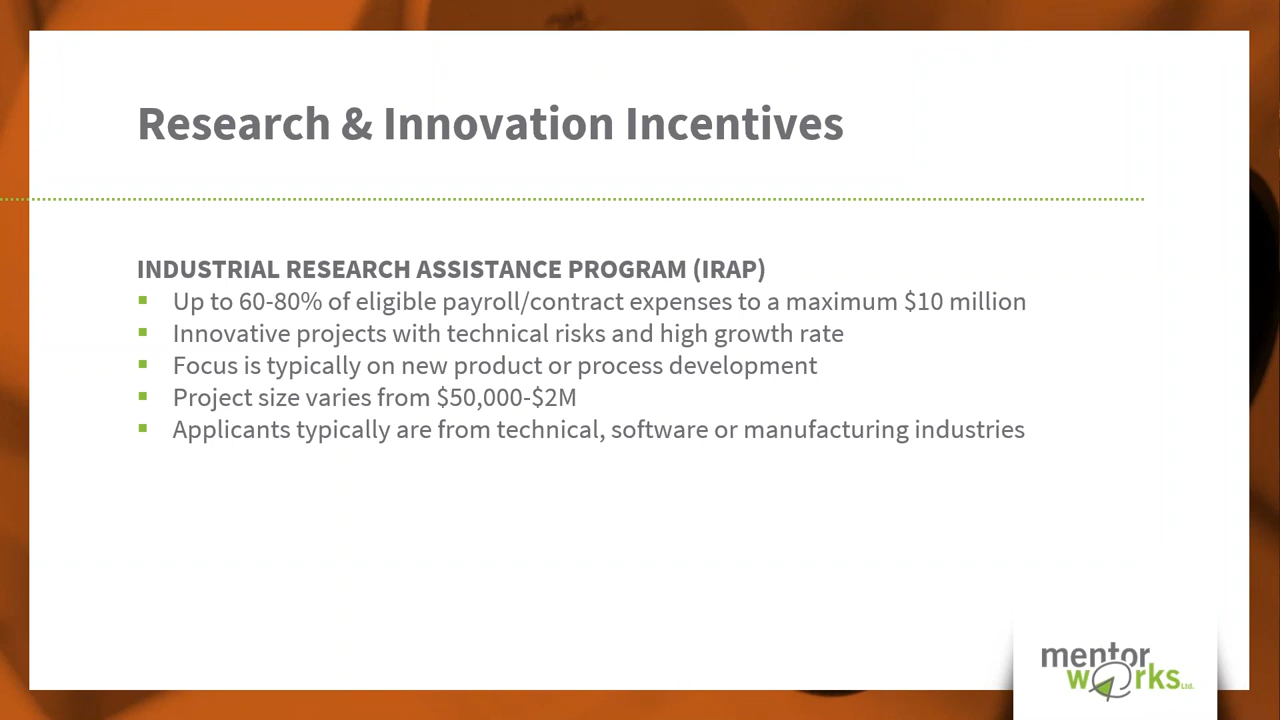 Research & Innovation Incentives
INDUSTRIAL RESEARCH ASSISTANCE PROGRAM (IRAP)
▪ Up to 60-80% of eligible payroll/contract expenses to a maximum $10 million
▪ Innovative projects with technical risks and high growth rate
▪ Focus is typically on new product or process development
▪ Project size varies from $50,000-$2M
▪ Applicants typically are from technical, software or manufacturing industries
mentor
works Ltd.